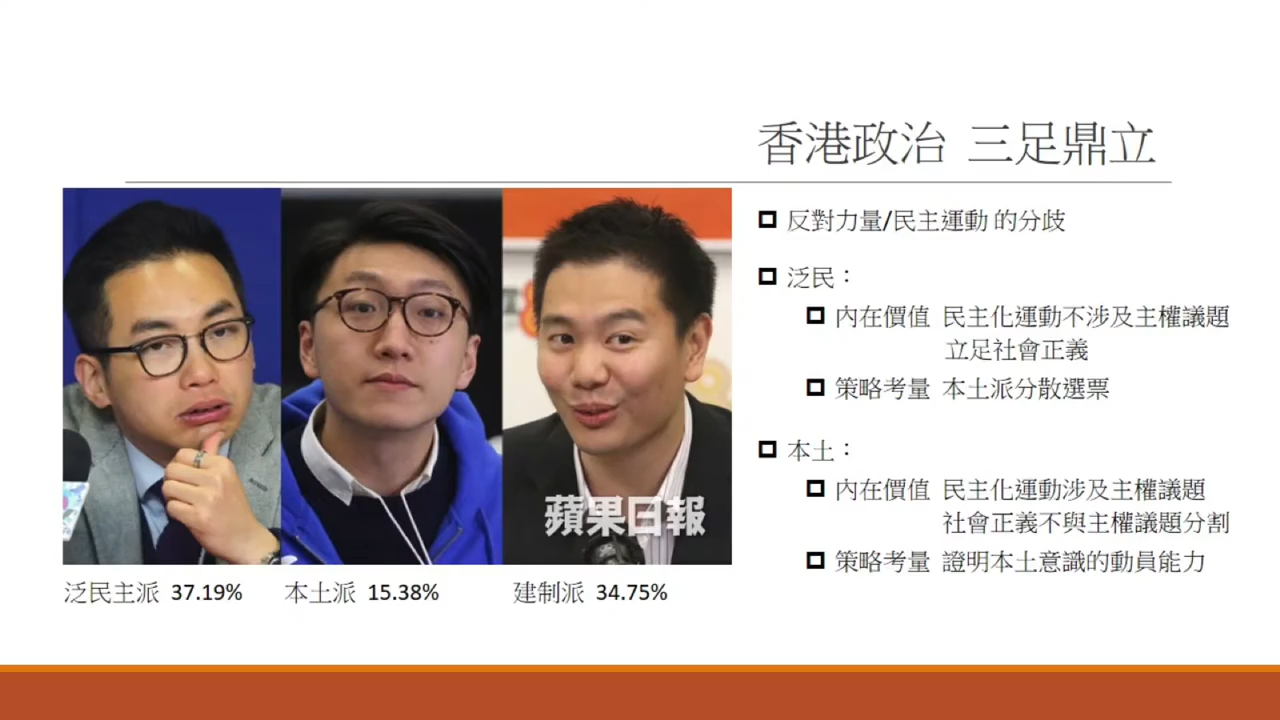 香港政治 三足鼎立
反對力量/民主運動 的分歧
泛民：
內在價值 民主化運動不涉及主權議題
立足社會正義
策略考量 本土派分散選票
本土：
內在價值 民主化運動涉及主權議題
社會正義不與主權議題分割
策略考量 證明本土意識的動員能力
蘋果日報
泛民主派 37.19%
本土派 15.38%
建制派 34.75%